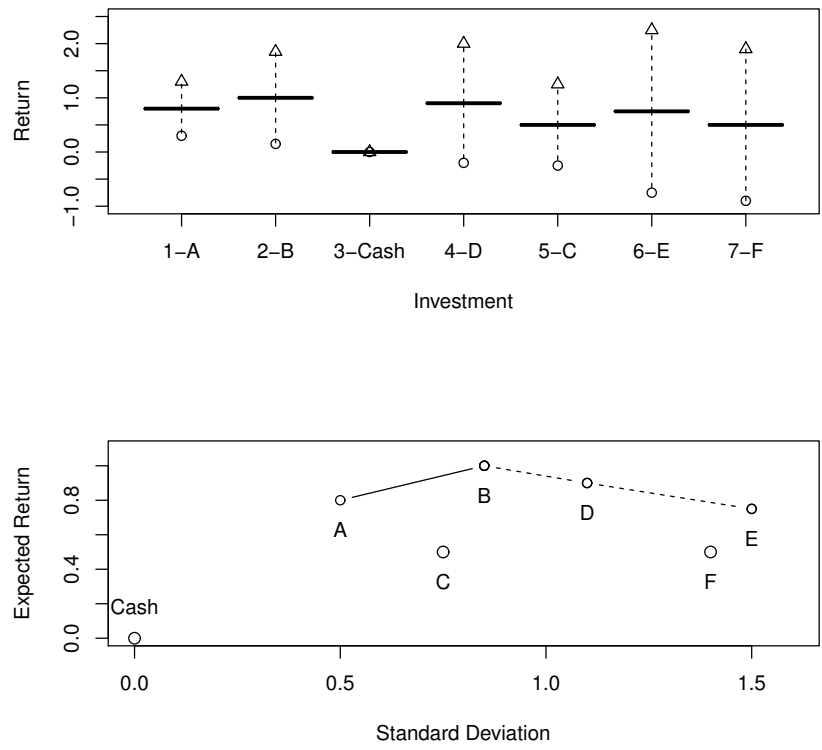 Return
2.0
1.0
0.0
−1.0
1−A 2−B 3−Cash 4−D 5−C 6−E 7−F
Investment
Expected Return
0.8
0.4
0.0
Cash
A
B
C
D
E
F
0.0 0.5 1.0 1.5
Standard Deviation